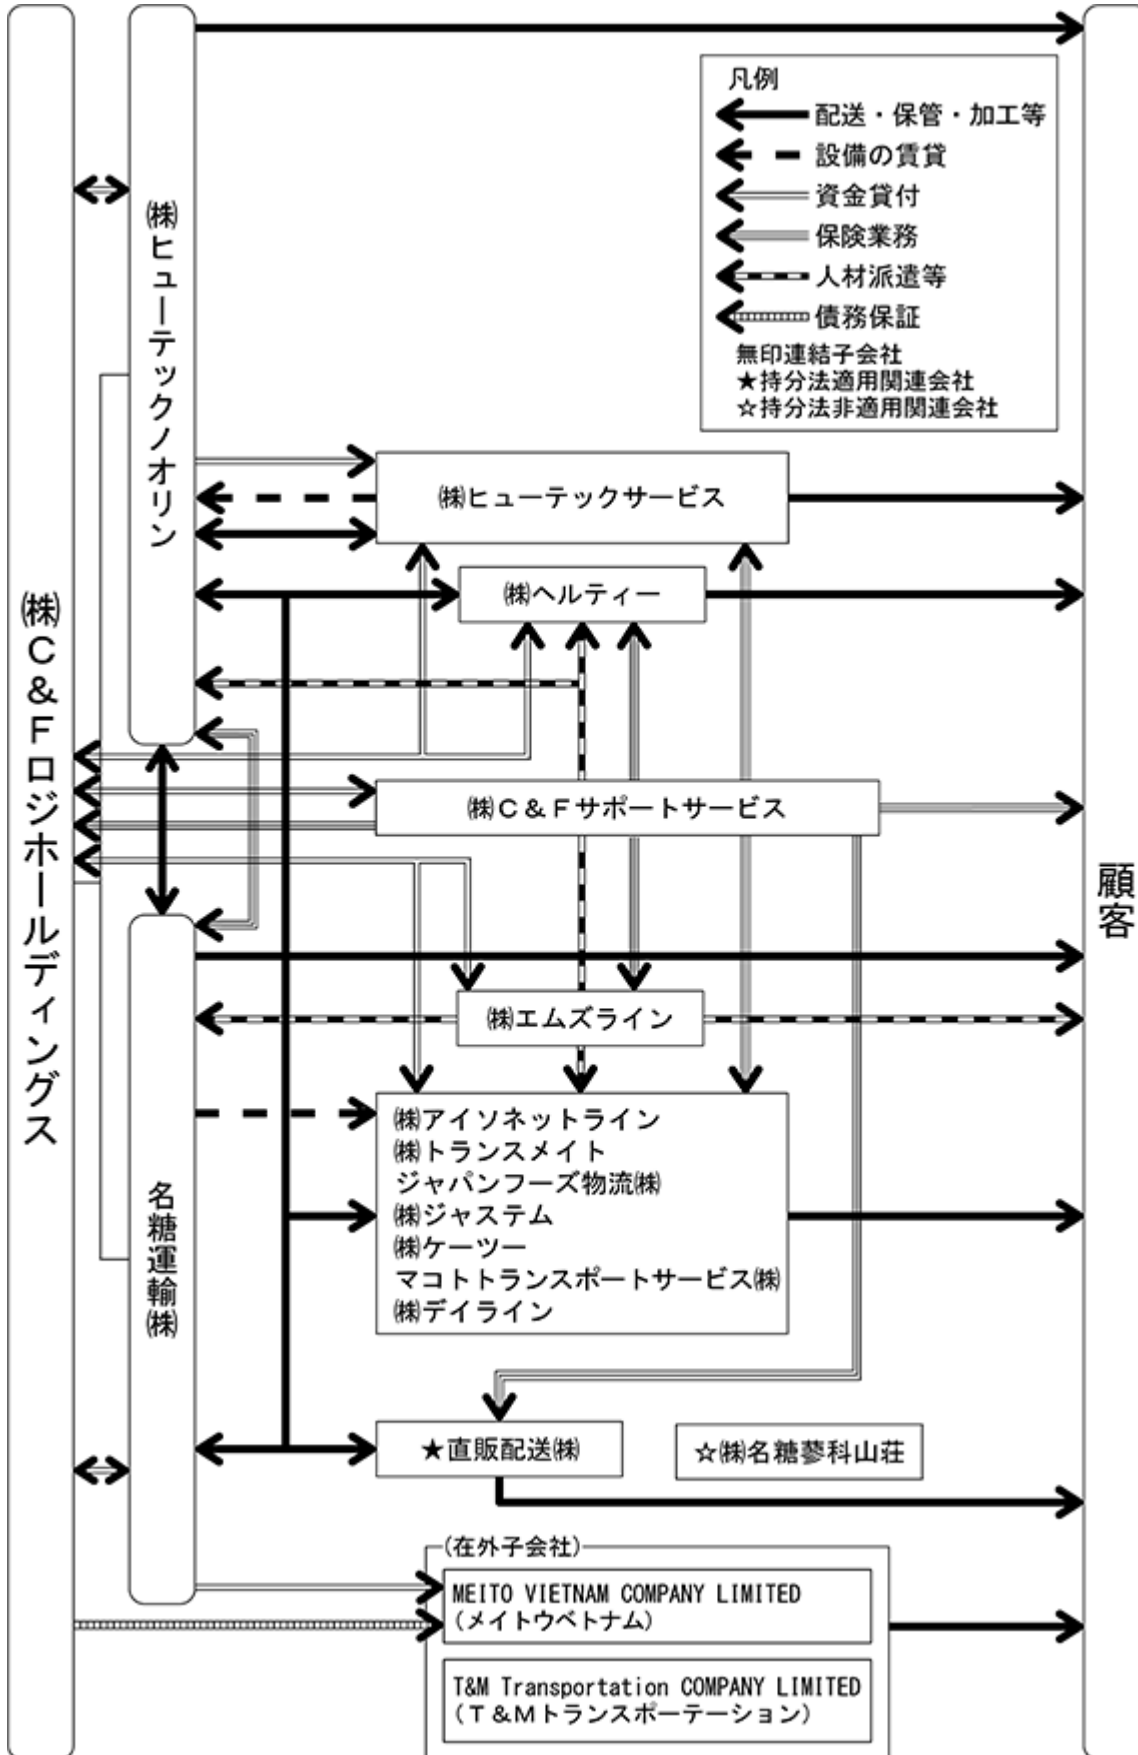 ㈱C&Fロジホールディングス
㈱ヒューテックノオリン
凡例
配送・保管・加工等
設備の賃貸
資金貸付
保険業務
人材派遣等
債務保証
無印連結子会社
★持分法適用関連会社
☆持分法非適用関連会社
㈱ヒューテックサービス
㈱ヘルティー
㈱C&Fサポートサービス
顧客
㈱エムズライン
名糖運輸㈱
㈱アイソネットライン
㈱トランスメイト
ジャパンフーズ物流㈱
㈱ジャステム
㈱ケーツー
マコトトランスポートサービス㈱
㈱デイライン
★直販配送㈱
☆㈱名糖蓼科山荘
(在外子会社)
MEITO VIETNAM COMPANY LIMITED
(メイトウベトナム)
T&M Transportation COMPANY LIMITED
(T&Mトランスポーテーション)